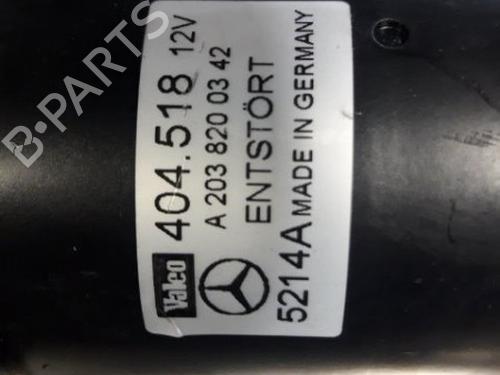 Valeo 404.518 12V
A 203 820 03 42
ENTSTÖRT
5214A MADE IN GERMANY
B-PARTS